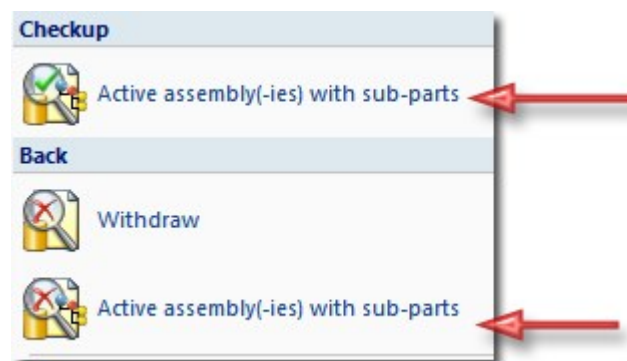 Checkup
Active assembly(-ies) with sub-parts
Back
Withdraw
Active assembly(-ies) with sub-parts